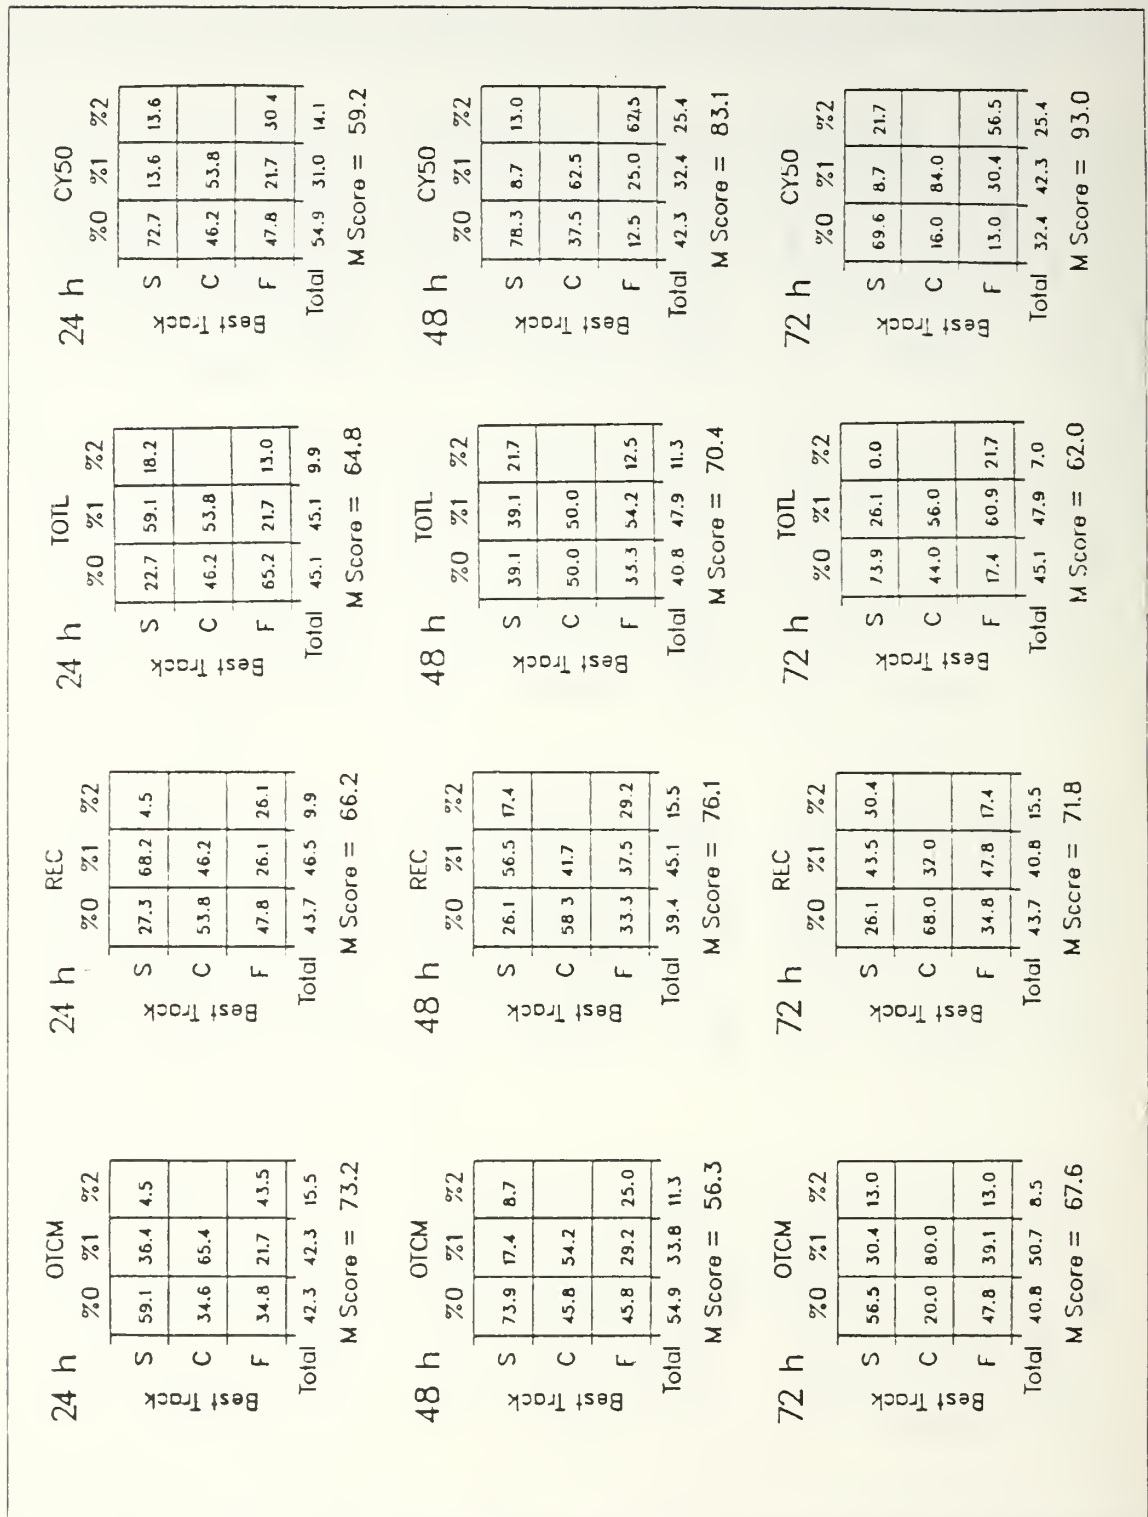 24 h
OTCM
%0 %1 %2
Best Track
S 59.1 36.4 4.5
C 34.6 65.4
F 34.8 21.7 43.5
Total 42.3 42.3 15.5
M Score = 73.2
24 h
REC
%0 %1 %2
Best Track
S 27.3 68.2 4.5
C 53.8 46.2
F 47.8 26.1 26.1
Total 43.7 46.5 9.9
M Score = 66.2
24 h
TOTL
%0 %1 %2
Best Track
S 22.7 59.1 18.2
C 46.2 53.8
F 65.2 21.7 13.0
Total 45.1 45.1 9.9
M Score = 64.8
24 h
CY50
%0 %1 %2
Best Track
S 72.7 13.6 13.6
C 46.2 53.8
F 47.8 21.7 30 4
Total 54.9 31.0 14.1
M Score = 59.2
48 h
OTCM
%0 %1 %2
Best Track
S 73.9 17.4 8.7
C 45.8 54.2
F 45.8 29.2 25.0
Total 54.9 33.8 11.3
M Score = 56.3
48 h
REC
%0 %1 %2
Best Track
S 26.1 56.5 17.4
C 58 3 41.7
F 33.3 37.5 29.2
Total 39.4 45.1 15.5
M Score = 76.1
48 h
TOTL
%0 %1 %2
Best Track
S 39.1 39.1 21.7
C 50.0 50.0
F 33.3 54.2 12.5
Total 40.8 47.9 11.3
M Score = 70.4
48 h
CY50
%0 %1 %2
Best Track
S 78.3 8.7 13.0
C 37.5 62.5
F 12.5 25.0 62.5
Total 42.3 32.4 25.4
M Score = 83.1
72 h
OTCM
%0 %1 %2
Best Track
S 56.5 30.4 13.0
C 20.0 80.0
F 47.8 39.1 13.0
Total 40.8 50.7 8.5
M Score = 67.6
72 h
REC
%0 %1 %2
Best Track
S 26.1 43.5 30.4
C 68.0 32.0
F 34.8 47.8 17.4
Total 43.7 40.8 15.5
M Sccre = 71.8
72 h
TOTL
%0 %1 %2
Best Track
S 73.9 26.1 0.0
C 44.0 56.0
F 17.4 60.9 21.7
Total 45.1 47.9 7.0
M Score = 62.0
72 h
CY50
%0 %1 %2
Best Track
S 69.6 8.7 21.7
C 16.0 84.0
F 13.0 30.4 56.5
Total 32.4 42.3 25.4
M Score = 93.0